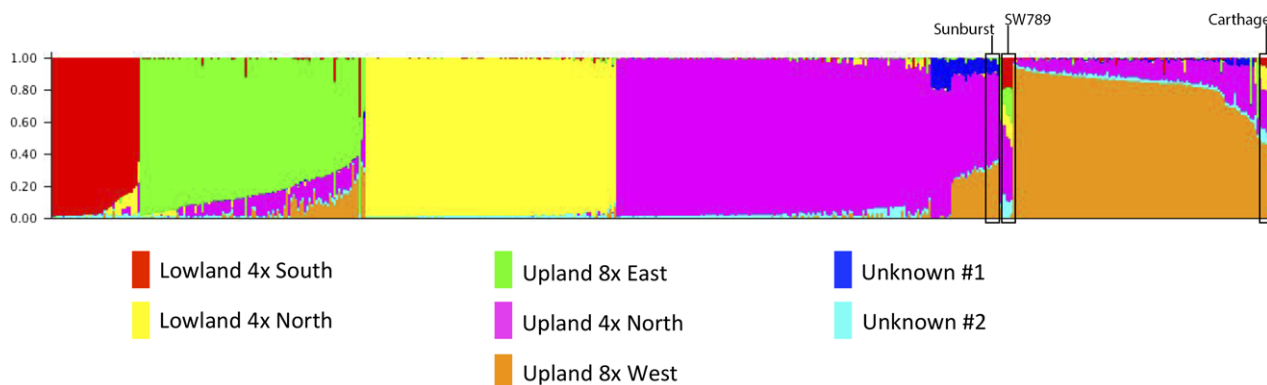 Sunburst
SW789
Carthage
1.00
0.80
0.60
0.40
0.20
0.00
Lowland 4x South
Upland 8x East
Unknown #1
Lowland 4x North
Upland 4x North
Unknown #2
Upland 8x West